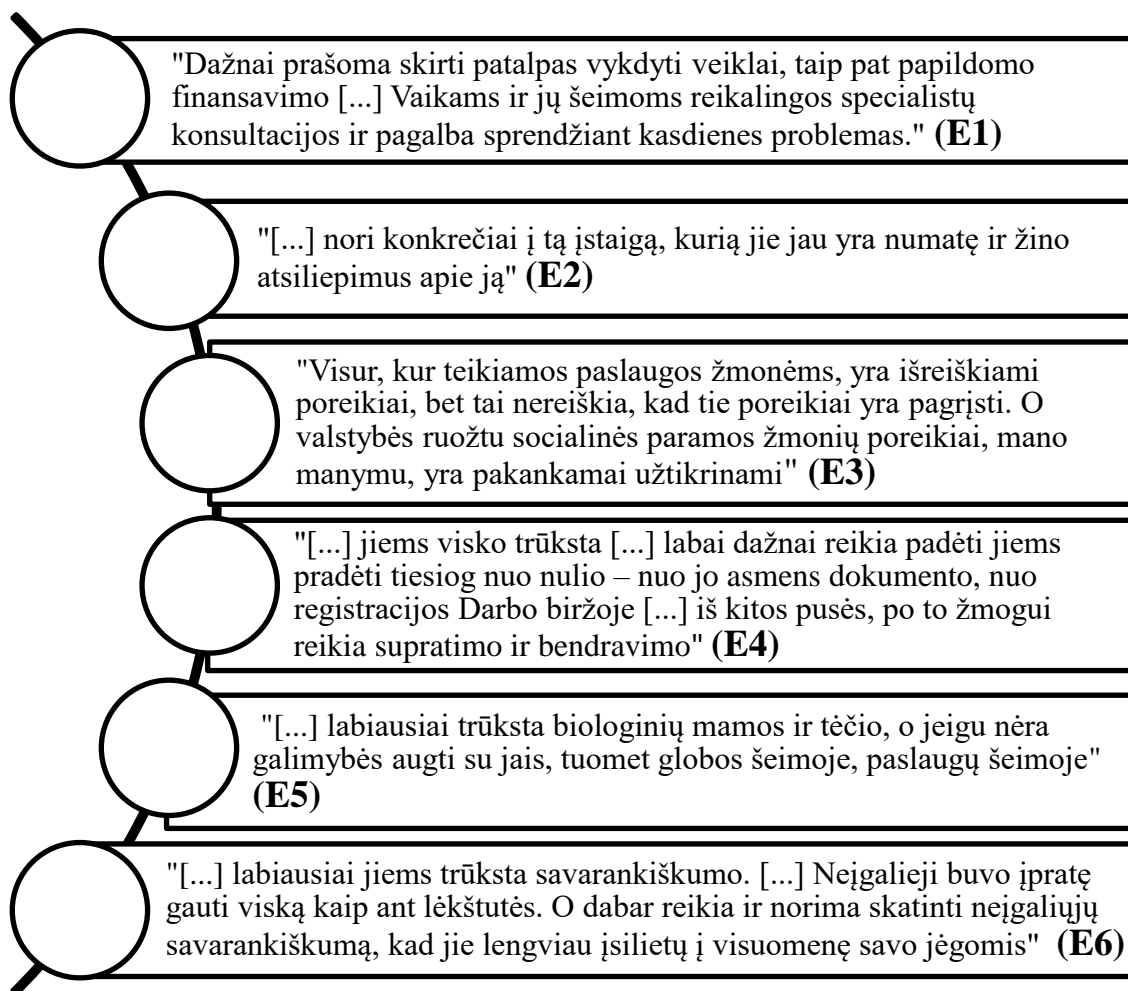 "Dažnai prašoma skirti patalpas vykdyti veiklai, taip pat papildomo
finansavimo [...] Vaikams ir jų šeimoms reikalingos specialistų
konsultacijos ir pagalba sprendžiant kasdienes problemas." (E1)
"[...] nori konkrečiai į tą įstaigą, kurią jie jau yra numatę ir žino
atsiliepimus apie ją" (E2)
"Visur, kur teikiamos paslaugos žmonėms, yra išreiškiami
poreikiai, bet tai nereiškia, kad tie poreikiai yra pagrįsti. O
valstybės ruožtu socialinės paramos žmonių poreikiai, mano
manymu, yra pakankamai užtikrinami" (E3)
"[...] jiems visko trūksta [...] labai dažnai reikia padėti jiems
pradėti tiesiog nuo nulio – nuo jo asmens dokumento, nuo
registracijos Darbo biržoje [...] iš kitos pusės, po to žmogui
reikia supratimo ir bendravimo" (E4)
"[...] labiausiai trūksta biologinių mamos ir tėčio, o jeigu nėra
galimybės augti su jais, tuomet globos šeimoje, paslaugų šeimoje"
(E5)
"[...] labiausiai jiems trūksta savarankiškumo. [...] Neįgalieji buvo įpratę
gauti viską kaip ant lėkštutės. O dabar reikia ir norima skatinti neįgaliųjų
savarankiškumą, kad jie lengviau įsilietų į visuomenę savo jėgomis" (E6)